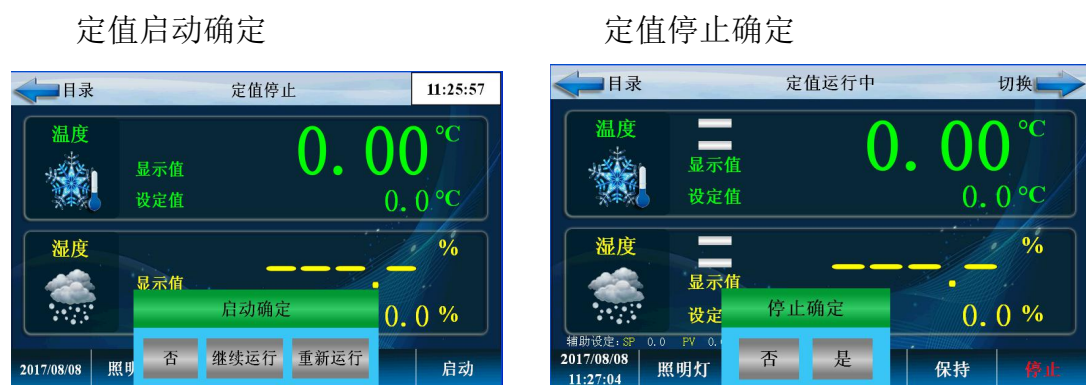 定值启动确定
定值停止确定
目录 定值停止 11:25:57
温度
0.00 °C
显示值
设定值 0.0 °C
湿度
%
---.-
显示值
启动确定
0.0 %
否 继续运行 重新运行
2017/08/08 照明 启动
目录 定值运行中 切换
温度
0.00 °C
显示值
设定值 0.0 °C
湿度
%
---.-
显示值
停止确定
设定 0.0 %
辅助设定:SP 0.0 PV 0.
否 是
2017/08/08
11:27:04
照明灯 保持 停止